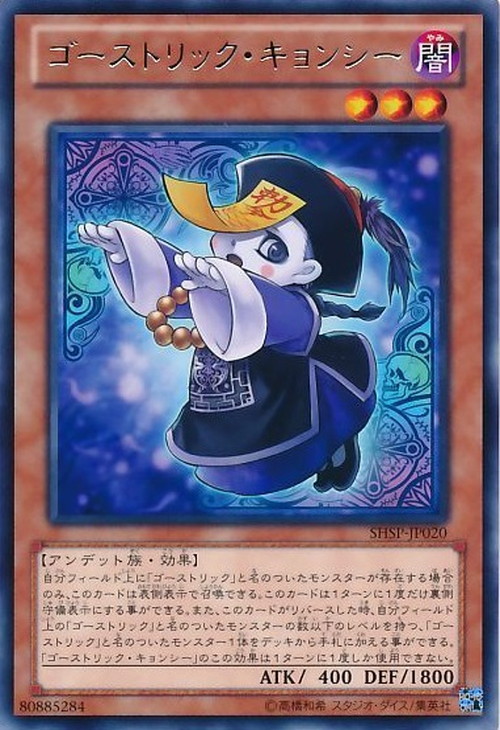 ゴーストリック・キョンシー
やみ
闇
勅令
SHSP-JP020
【アンデット族・効果】
自分フィールド上に「ゴーストリック」と名のついたモンスターが存在する場合
のみ、このカードは表側表示で召喚できる。このカードは1ターンに1度だけ裏側
守備表示にする事ができる。また、このカードがリバースした時、自分フィールド
上の「ゴーストリック」と名のついたモンスターの数以下のレベルを持つ、「ゴース
トリック」と名のついたモンスター1体をデッキから手札に加える事ができる。
「ゴーストリック・キョンシー」のこの効果は1ターンに1度しか使用できない。
ATK/ 400 DEF/1800
80885284
©高橋和希 スタジオ・ダイス/集英社